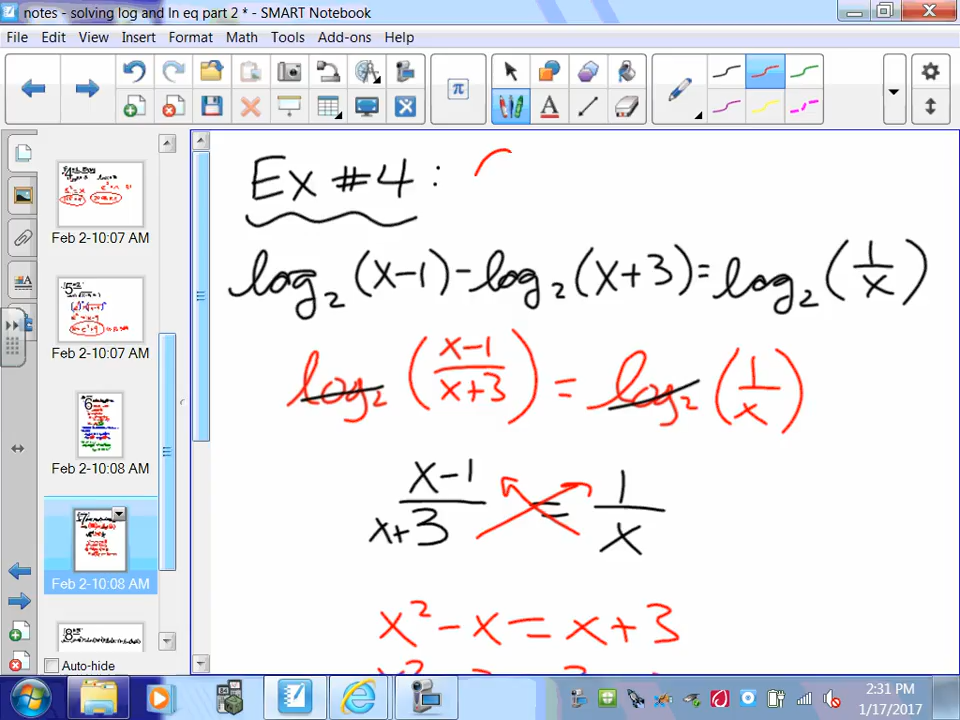 notes - solving log and ln eq part 2 * - SMART Notebook
File Edit View Insert Format Math Tools Add-ons Help
π
A
Feb 2-10:07 AM
Feb 2-10:07 AM
Feb 2-10:08 AM
Feb 2-10:08 AM
Auto-hide
Ex #4 :
log₂ (x-1) - log₂ (x+3) = log₂ (1/x)
log₂ ((x-1)/(x+3)) = log₂ (1/x)
(x-1)/(x+3) = 1/x
x² - x = x + 3
2:31 PM
1/17/2017